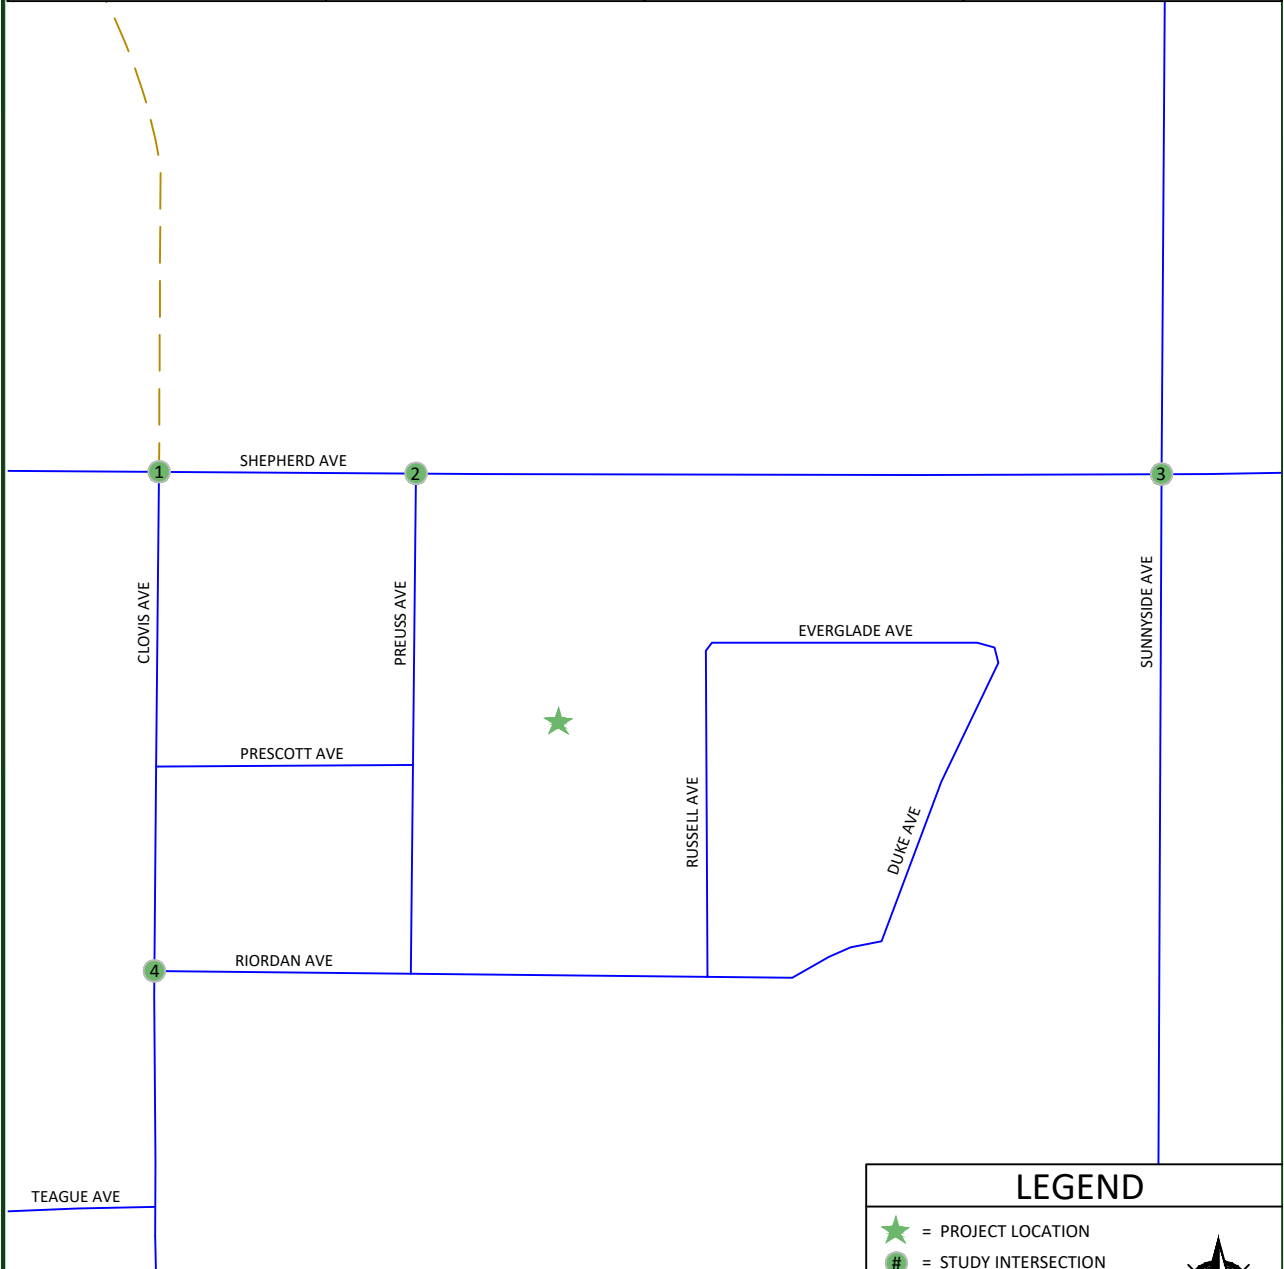 SHEPHERD AVE
1
2
3
CLOVIS AVE
PREUSS AVE
SUNNYSIDE AVE
EVERGLADE AVE
PRESCOTT AVE
RUSSELL AVE
DUKE AVE
RIORDAN AVE
4
TEAGUE AVE
LEGEND
= PROJECT LOCATION
# = STUDY INTERSECTION